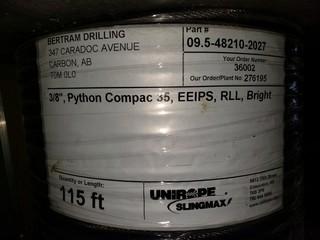 BERTRAM DRILLING
347 CARADOC AVENUE
CARBON, AB
T0M 0L0
Part #
09.5-48210-2027
Your Order Number
36002
Our Order/Plant No 276195
3/8", Python Compac 35, EEIPS, RLL, Bright
Quantity or Length:
115 ft
UNIROPE
SLINGMAX